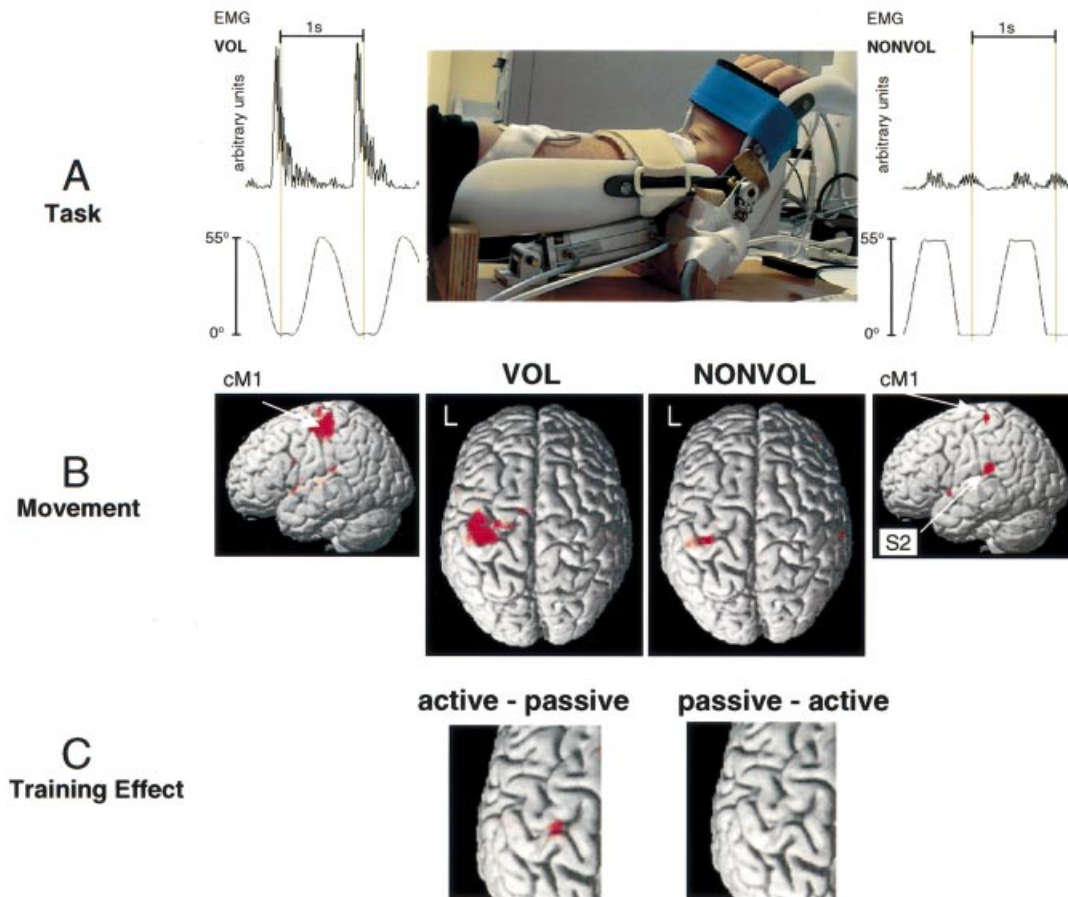 EMG
1s
VOL
arbitrary units
55°
0°
A
Task
EMG
1s
NONVOL
arbitrary units
55°
0°
cM1
VOL
L
NONVOL
L
cM1
S2
B
Movement
active - passive
passive - active
C
Training Effect